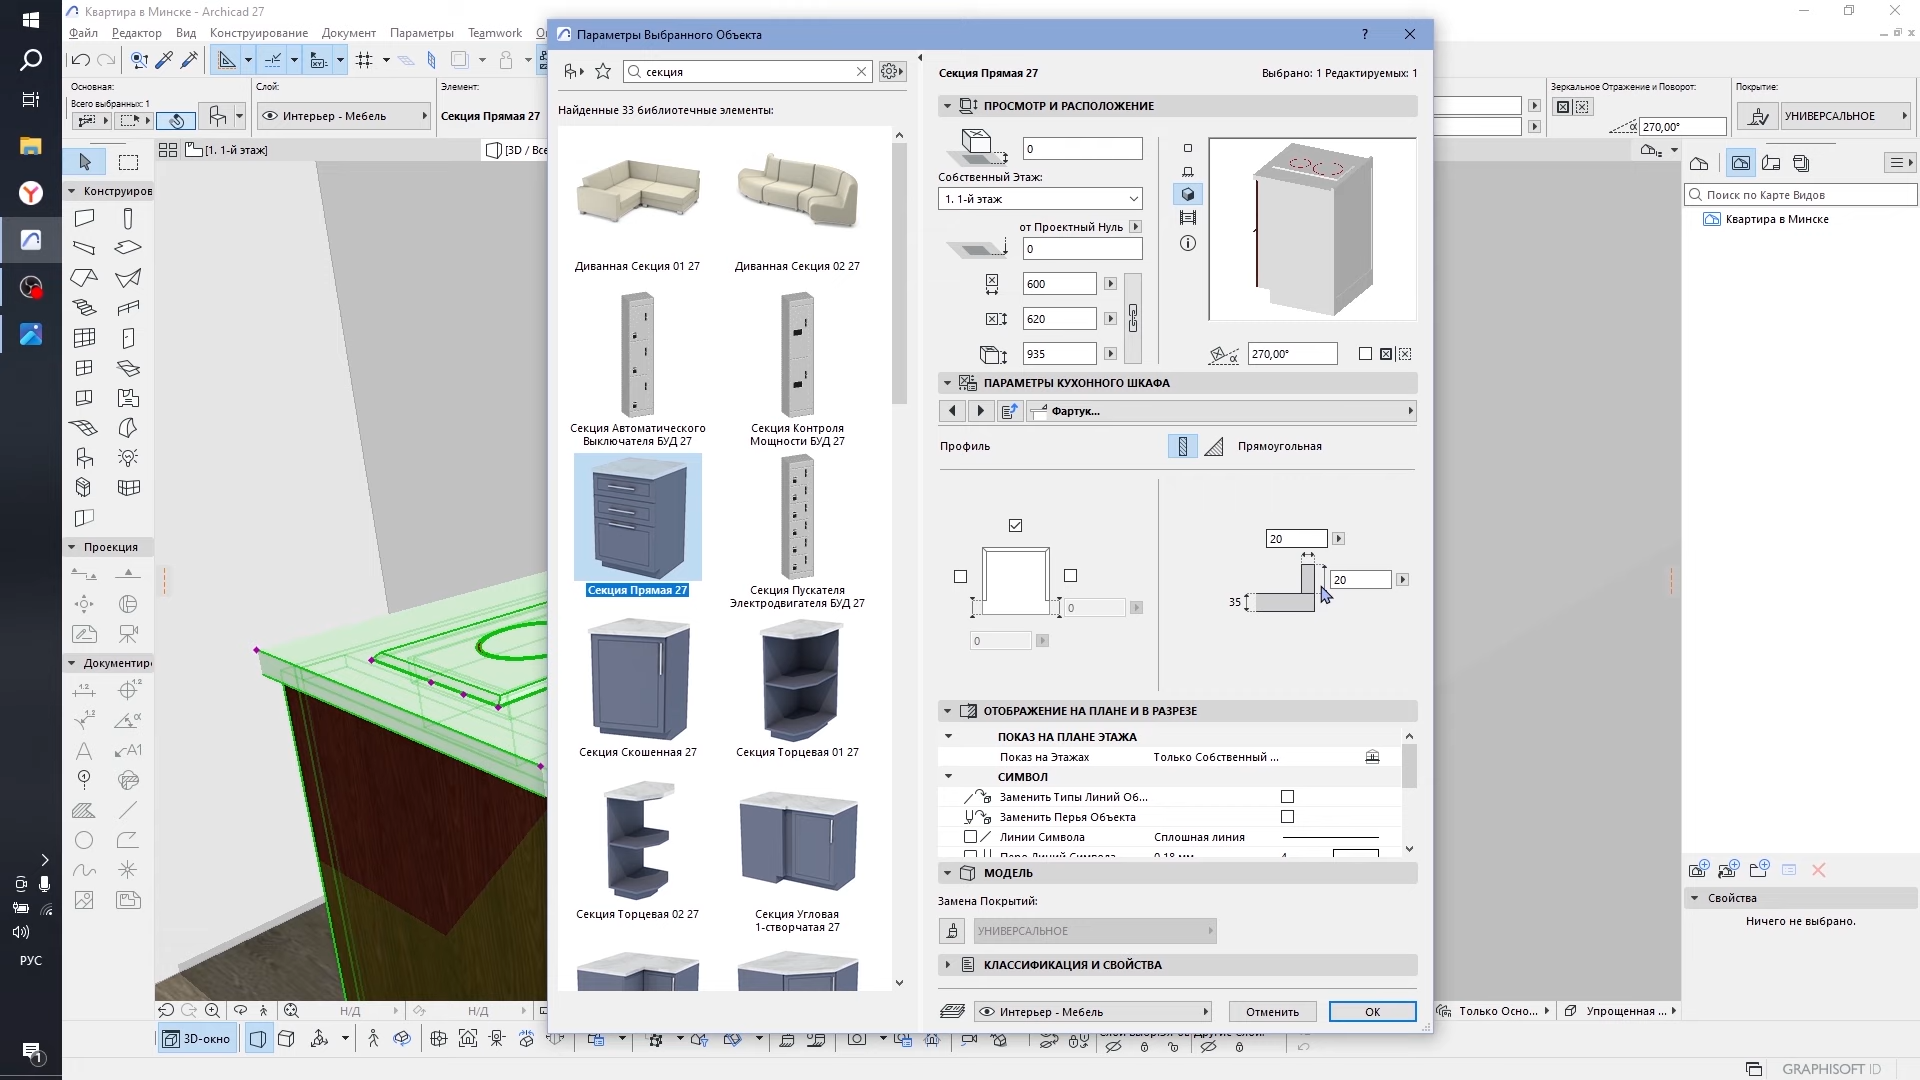 Квартира в Минске - Archicad 27
Файл Редактор Вид Конструирование Документ Параметры Teamwork
Параметры Выбранного Объекта
?
Основная:
Всего выбранных: 1
Слой:
Интерьер - Мебель
Элемент:
Секция Прямая 27
Зеркальное Отражение и Поворот:
270,00°
Покрытие:
УНИВЕРСАЛЬНОЕ
[1. 1-й этаж]
[3D / Все
Конструиров
Проекция
Документир
РУС
секция
Найденные 33 библиотечные элементы:
Диванная Секция 01 27
Диванная Секция 02 27
Секция Автоматического Выключателя БУД 27
Секция Контроля Мощности БУД 27
Секция Прямая 27
Секция Пускателя Электродвигателя БУД 27
Секция Скошенная 27
Секция Торцевая 01 27
Секция Торцевая 02 27
Секция Угловая 1-створчатая 27
Секция Прямая 27
Выбрано: 1 Редактируемых: 1
ПРОСМОТР И РАСПОЛОЖЕНИЕ
0
Собственный Этаж:
1. 1-й этаж
от Проектный Нуль
0
600
620
935
270,00°
ПАРАМЕТРЫ КУХОННОГО ШКАФА
Фартук...
Профиль
Прямоугольная
20
20
35
0
0
ОТОБРАЖЕНИЕ НА ПЛАНЕ И В РАЗРЕЗЕ
ПОКАЗ НА ПЛАНЕ ЭТАЖА
Показ на Этажах Только Собственный ...
СИМВОЛ
Заменить Типы Линий Об...
Заменить Перья Объекта
Линии Символа Сплошная линия
Перо Линий Символа 0.18 мм 4
МОДЕЛЬ
Замена Покрытий:
УНИВЕРСАЛЬНОЕ
КЛАССИФИКАЦИЯ И СВОЙСТВА
Интерьер - Мебель
Отменить
OK
Поиск по Карте Видов
Квартира в Минске
Свойства
Ничего не выбрано.
Н/Д
Н/Д
Только Осно...
Упрощенная ...
3D-окно
GRAPHISOFT ID